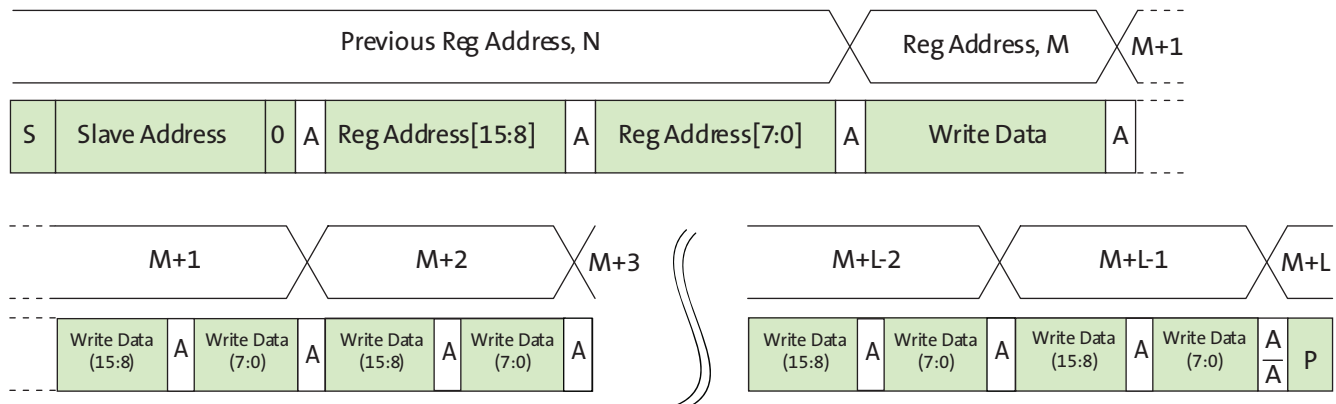 Previous Reg Address, N Reg Address, M M+1
S Slave Address 0 A Reg Address[15:8] A Reg Address[7:0] A Write Data A
M+1 M+2 M+3 M+L-2 M+L-1 M+L
Write Data (15:8) A Write Data (7:0) A Write Data (15:8) A Write Data (7:0) A Write Data (15:8) A Write Data (7:0) A Write Data (15:8) A Write Data (7:0) A/A̅ P